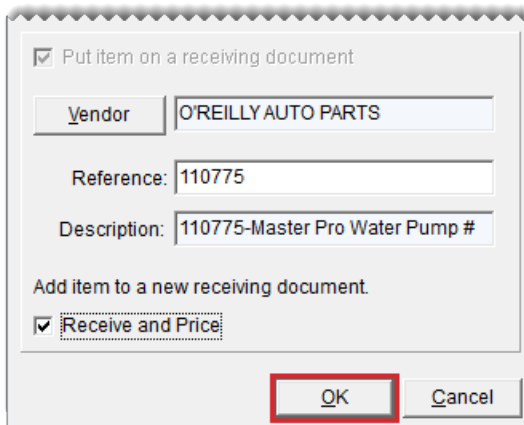 Put item on a receiving document
Vendor O'REILLY AUTO PARTS
Reference: 110775
Description: 110775-Master Pro Water Pump #
Add item to a new receiving document.
Receive and Price
OK Cancel